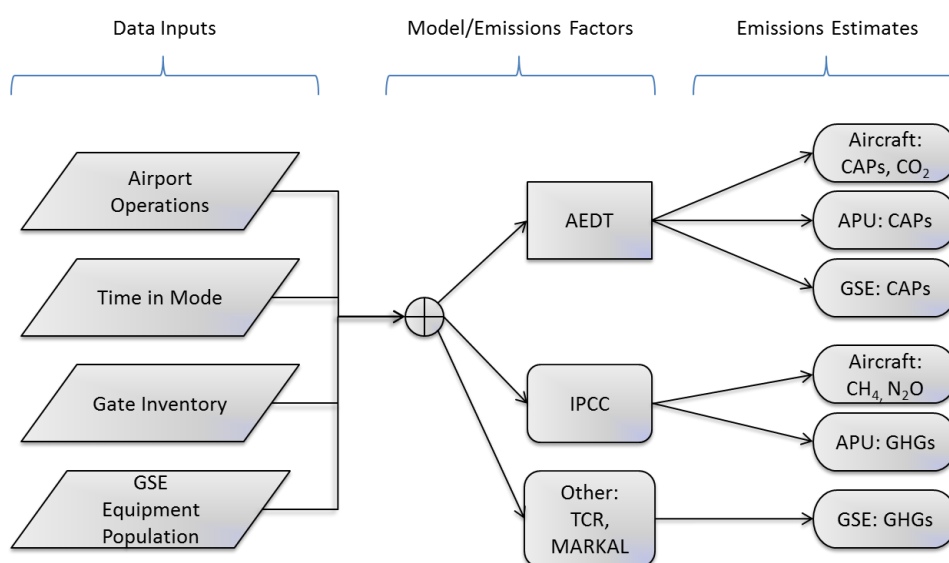 Data Inputs
Model/Emissions Factors
Emissions Estimates
Airport
Operations
Time in Mode
Gate Inventory
GSE
Equipment
Population
AEDT
IPCC
Other:
TCR,
MARKAL
Aircraft:
CAPs, CO₂
APU: CAPs
GSE: CAPs
Aircraft:
CH₄, N₂O
APU: GHGs
GSE: GHGs